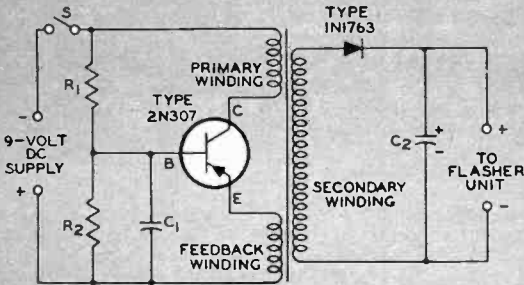 S
TYPE
1N1763
R1
PRIMARY
WINDING
TYPE
2N307
C
-
9-VOLT
DC
SUPPLY
+
B
E
R2
C1
FEEDBACK
WINDING
SECONDARY
WINDING
C2
+
-
+
TO
FLASHER
UNIT
-